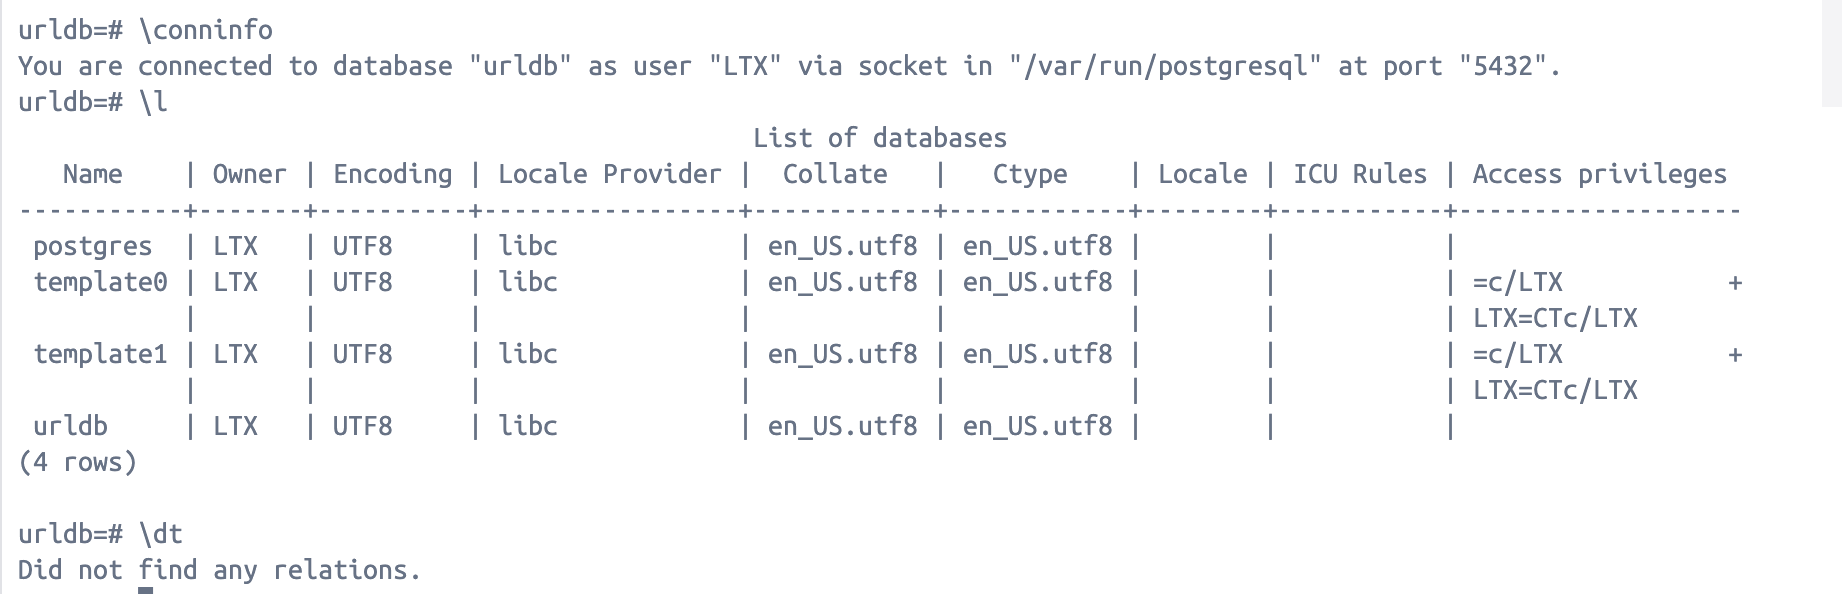 urldb=# \conninfo
You are connected to database "urldb" as user "LTX" via socket in "/var/run/postgresql" at port "5432".
urldb=# \l
                                                 List of databases
   Name    | Owner | Encoding | Locale Provider |  Collate   |   Ctype    | Locale | ICU Rules | Access privileges
-----------+-------+----------+-----------------+------------+------------+--------+-----------+-------------------
 postgres  | LTX   | UTF8     | libc            | en_US.utf8 | en_US.utf8 |        |           |
 template0 | LTX   | UTF8     | libc            | en_US.utf8 | en_US.utf8 |        |           | =c/LTX           +
           |       |          |                 |            |            |        |           | LTX=CTc/LTX
 template1 | LTX   | UTF8     | libc            | en_US.utf8 | en_US.utf8 |        |           | =c/LTX           +
           |       |          |                 |            |            |        |           | LTX=CTc/LTX
 urldb     | LTX   | UTF8     | libc            | en_US.utf8 | en_US.utf8 |        |           |
(4 rows)

urldb=# \dt
Did not find any relations.